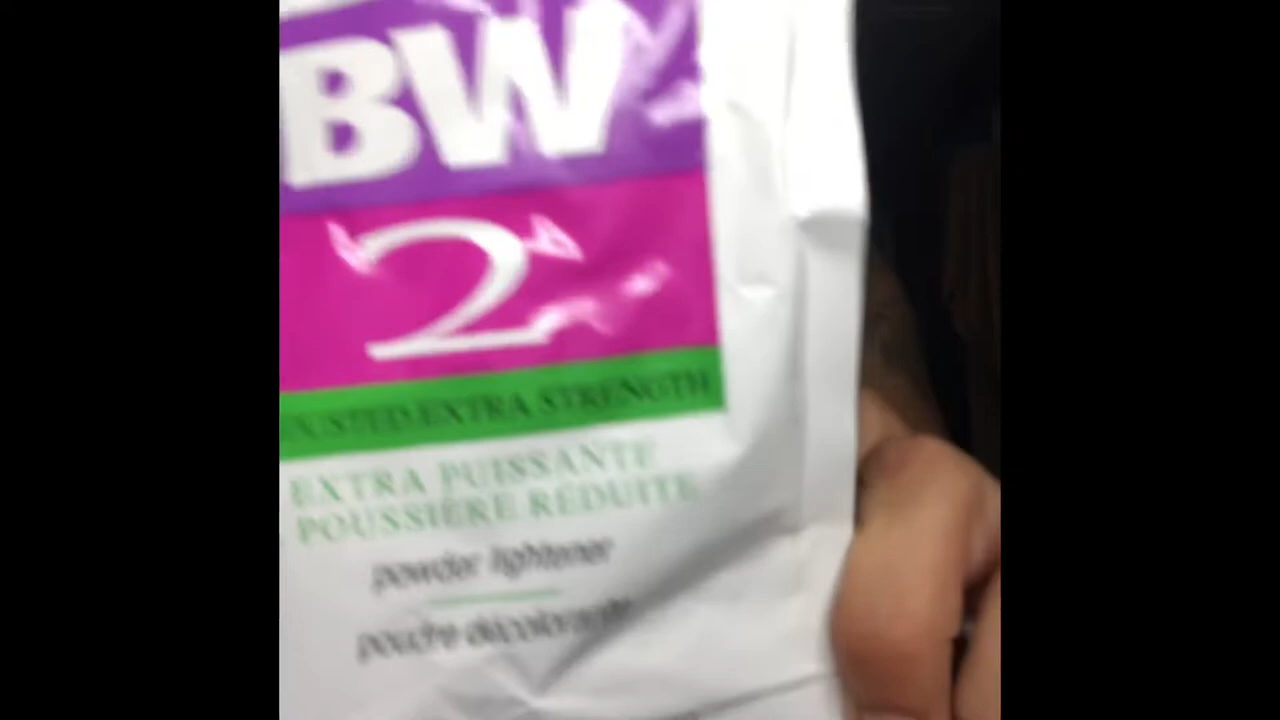 BW
2
EXTRA STRENGTH
EXTRA PUISSANTE
POUSSIÈRE RÉDUITE
powder lightener